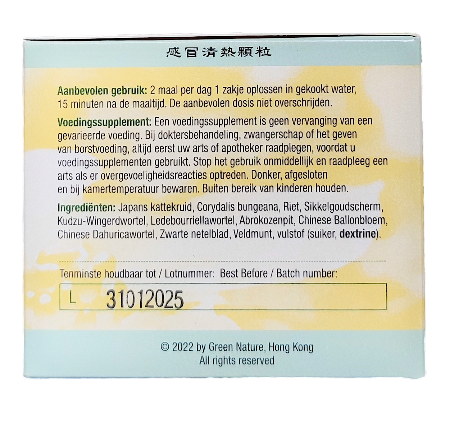 感冒清熱顆粒
Aanbevolen gebruik: 2 maal per dag 1 zakje oplossen in gekookt water,
15 minuten na de maaltijd. De aanbevolen dosis niet overschrijden.
Voedingssupplement: Een voedingssupplement is geen vervanging van een
gevarieerde voeding. Bij doktersbehandeling, zwangerschap of het geven
van borstvoeding, altijd eerst uw arts of apotheker raadplegen, voordat u
voedingssupplementen gebruikt. Stop het gebruik onmiddellijk en raadpleeg een
arts als er overgevoeligheidsreacties optreden. Donker, afgesloten
en bij kamertemperatuur bewaren. Buiten bereik van kinderen houden.
Ingrediënten: Japans kattekruid, Corydalis bungeana, Riet, Sikkelgoudscherm,
Kudzu-Wingerdwortel, Ledebouriellawortel, Abrokozenpit, Chinese Ballonbloem,
Chinese Dahuricawortel, Zwarte netelblad, Veldmunt, vulstof (suiker, dextrine).
Tenminste houdbaar tot / Lotnummer: Best Before / Batch number:
L 31012025
© 2022 by Green Nature, Hong Kong
All rights reserved